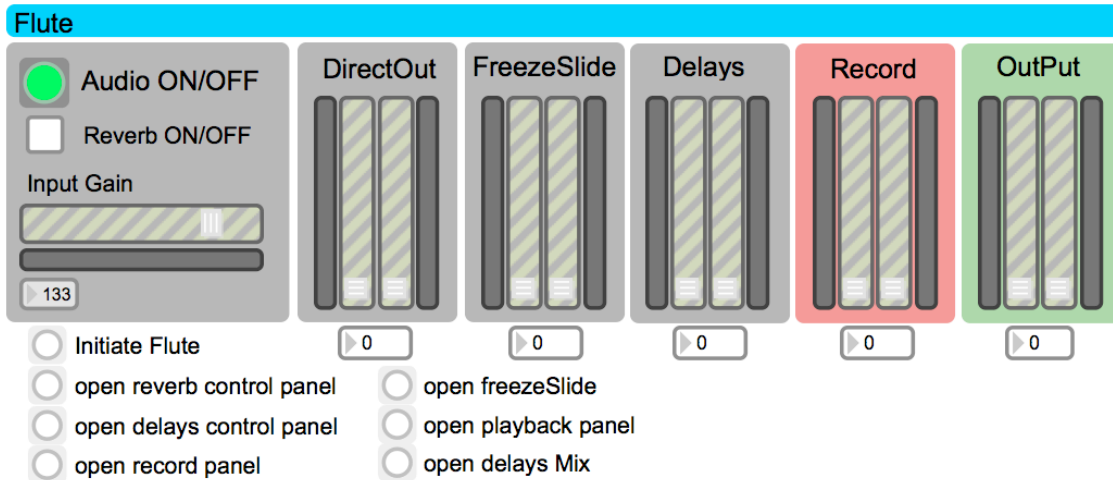 Flute
Audio ON/OFF
Reverb ON/OFF
Input Gain
133
DirectOut
FreezeSlide
Delays
Record
OutPut
0
0
0
0
0
Initiate Flute
open reverb control panel
open delays control panel
open record panel
open freezeSlide
open playback panel
open delays Mix